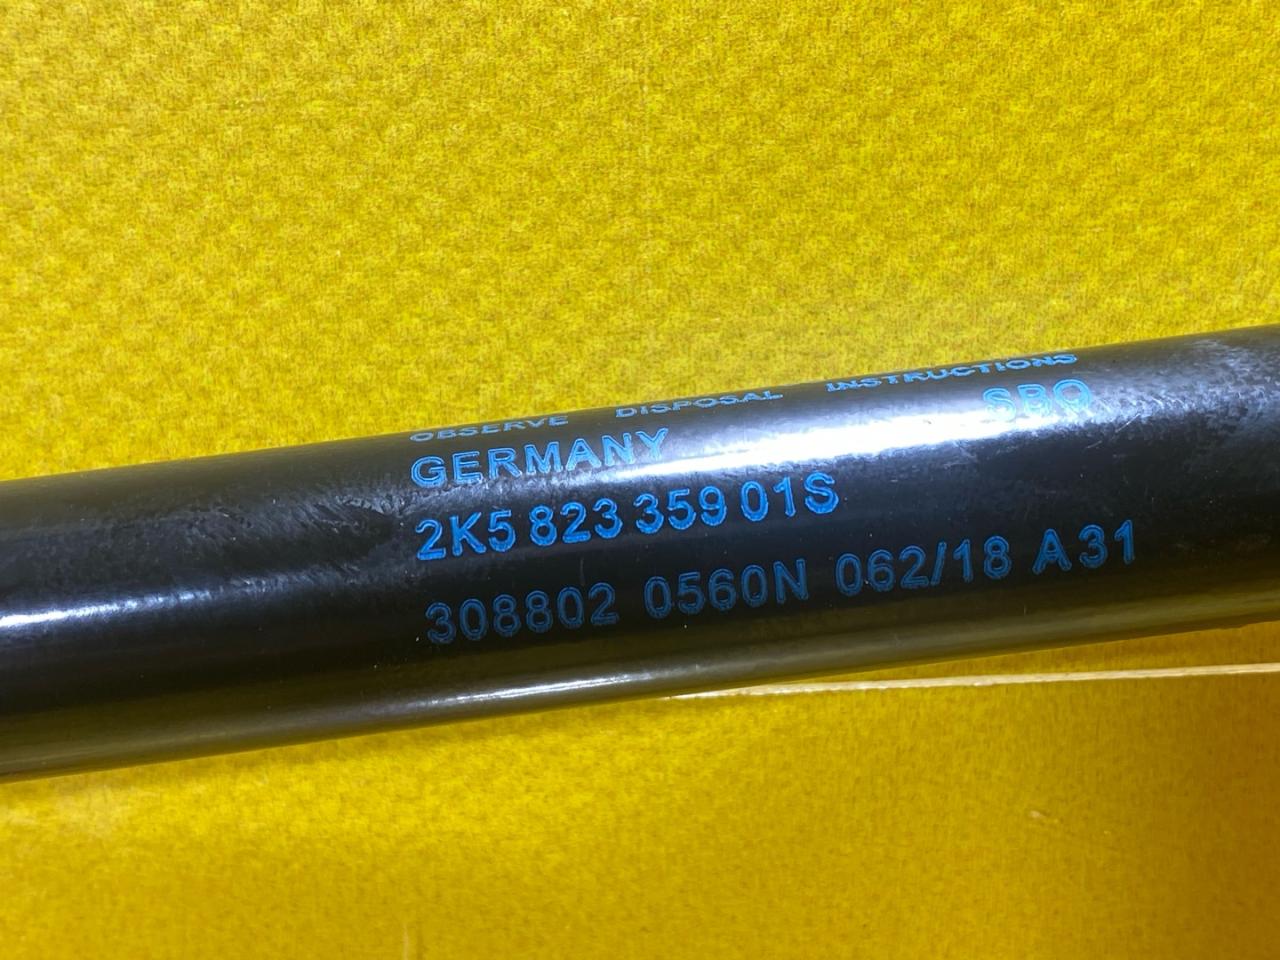 OBSERVE DISPOSAL INSTRUCTIONS
GERMANY SBO
2K5 823 359 01S
308802 0560N 062/18 A31